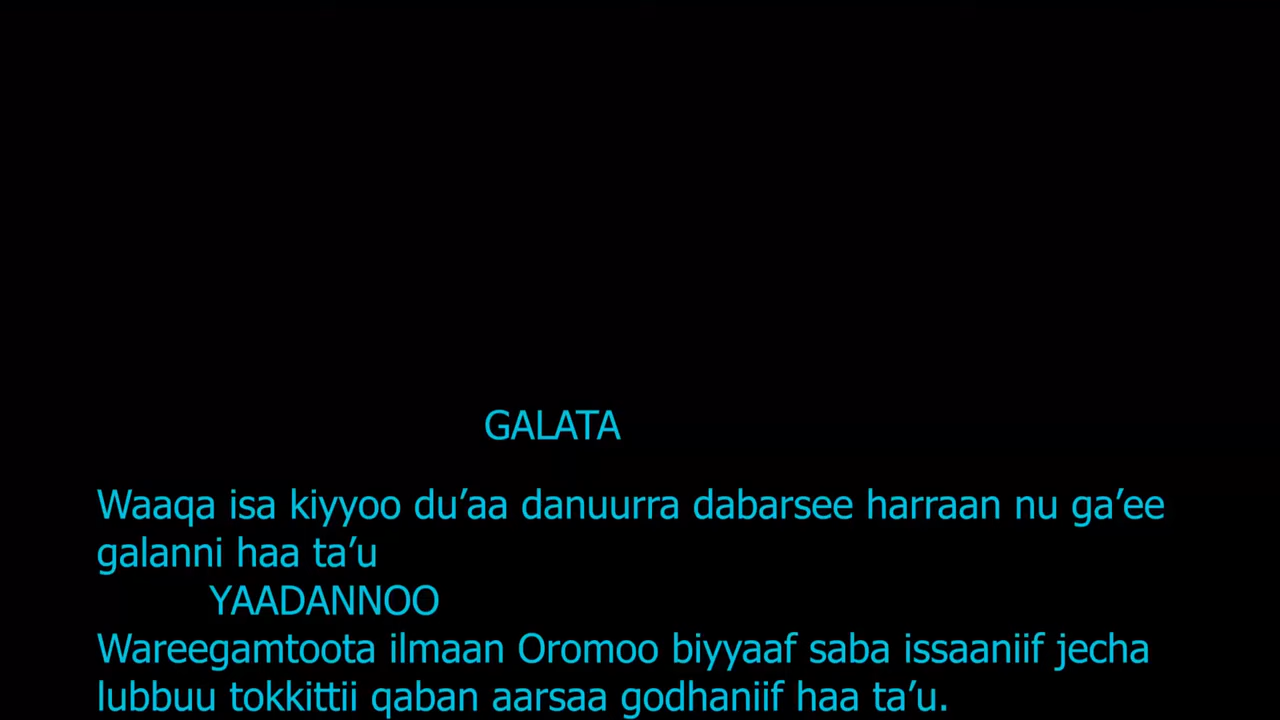 GALATA
Waaqa isa kiyyoo du’aa danuurra dabarsee harraan nu ga’ee
galanni haa ta’u
YAADANNOO
Wareegamtoota ilmaan Oromoo biyyaaf saba issaaniif jecha
lubbuu tokkittii qaban aarsaa godhaniif haa ta’u.